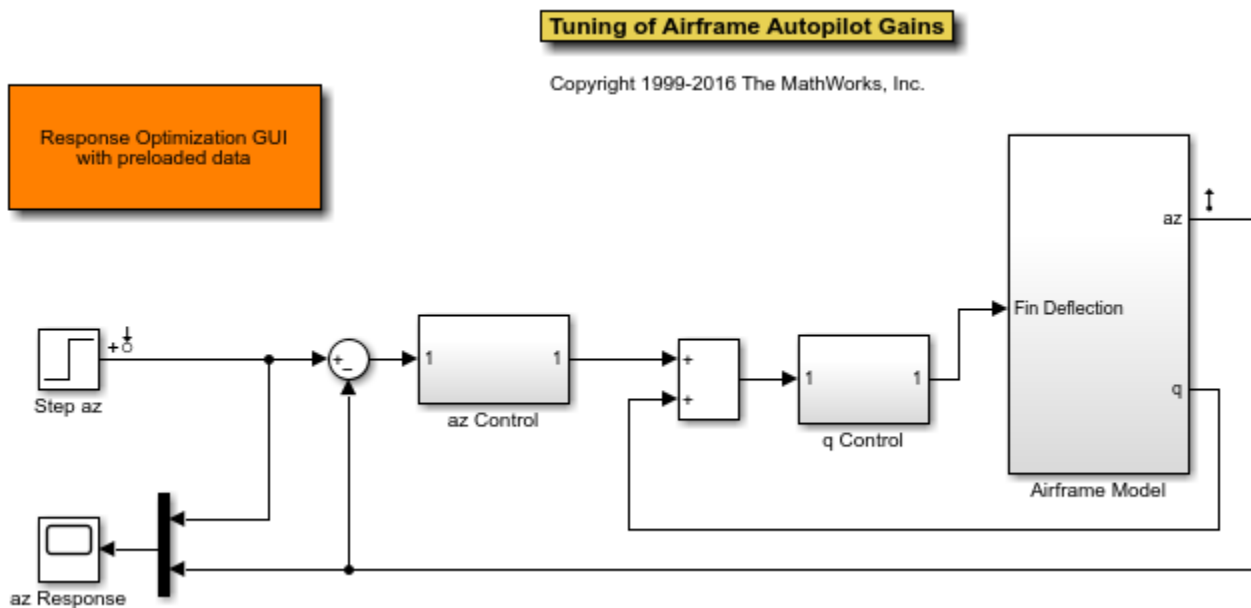 Tuning of Airframe Autopilot Gains
Copyright 1999-2016 The MathWorks, Inc.
Response Optimization GUI
with preloaded data
az
Fin Deflection
q
Airframe Model
+
Step az
+
−
1
1
az Control
+
+
1
1
q Control
az Response